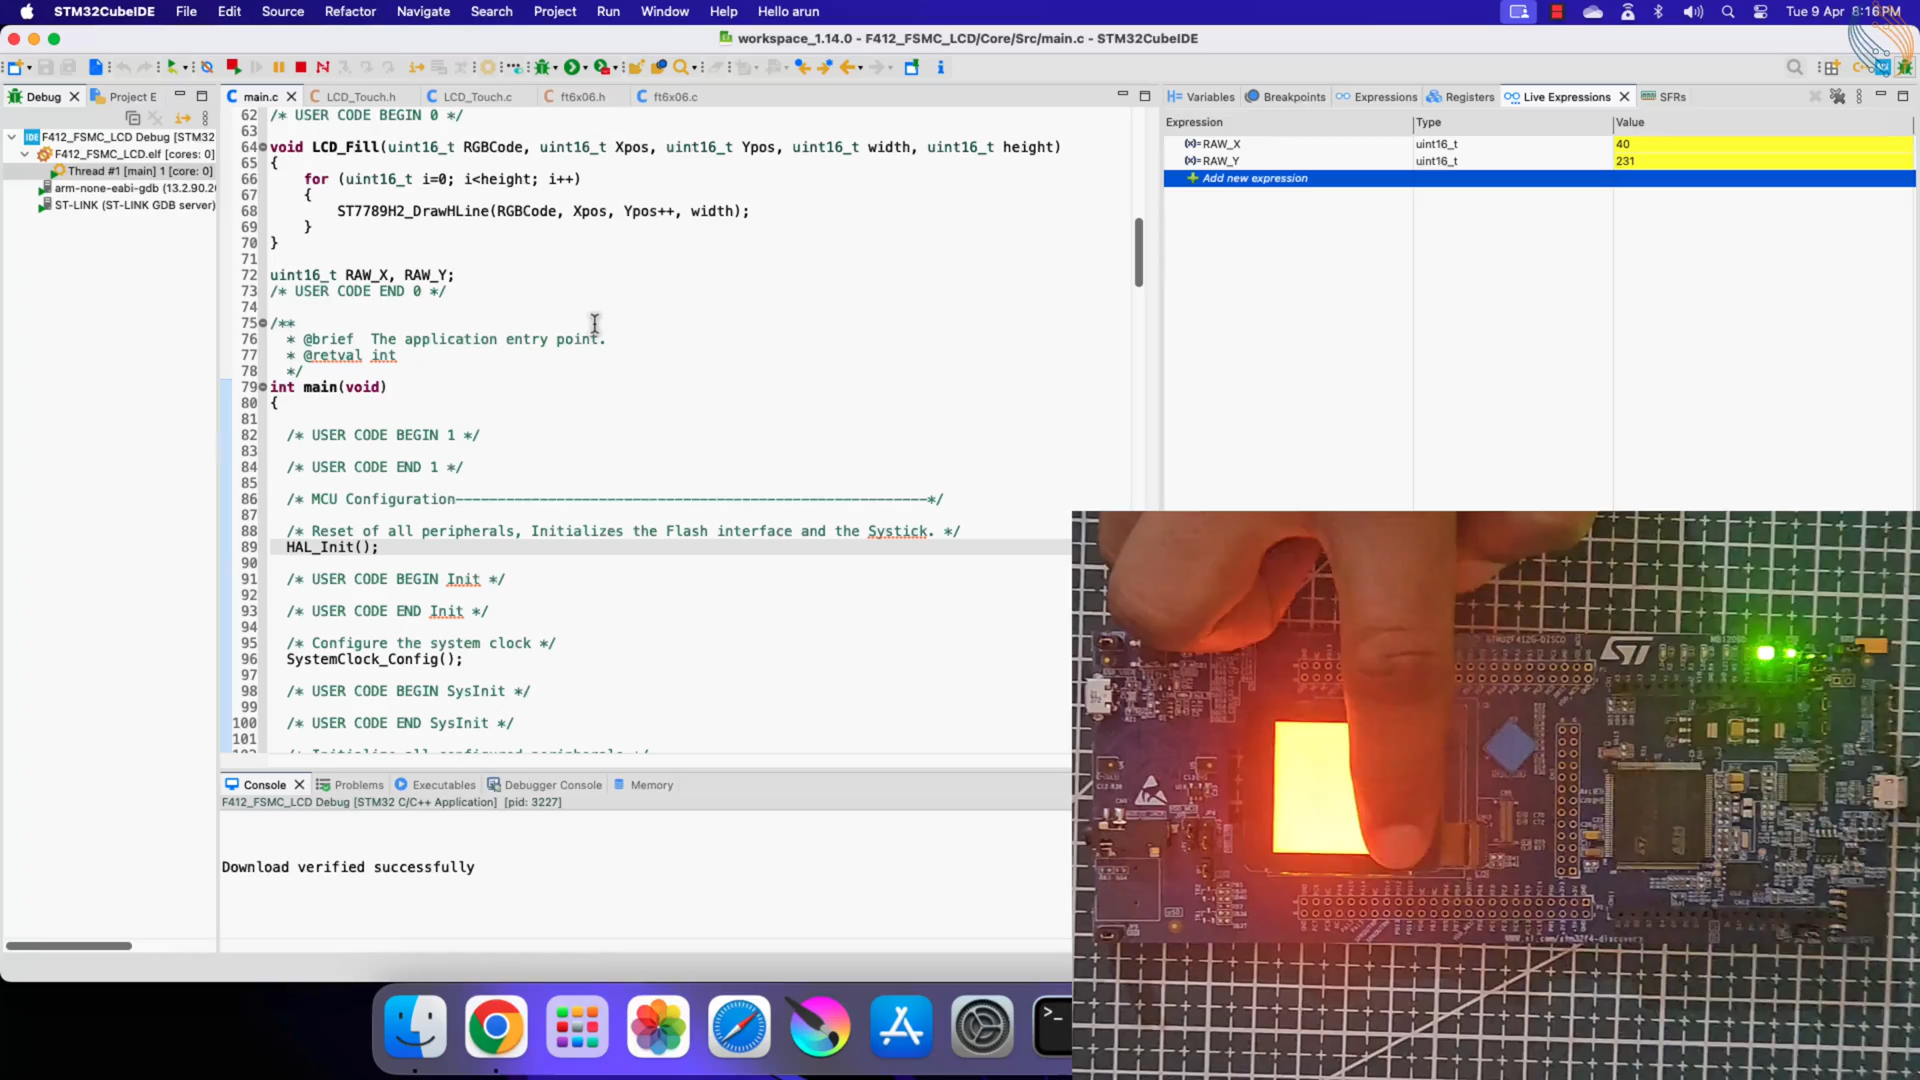 STM32CubeIDE File Edit Source Refactor Navigate Search Project Run Window Help Hello arun Tue 9 Apr 8:16 PM
workspace_1.14.0 - F412_FSMC_LCD/Core/Src/main.c - STM32CubeIDE
Debug Project E
F412_FSMC_LCD Debug [STM32
F412_FSMC_LCD.elf [cores: 0]
Thread #1 [main] 1 [core: 0]
arm-none-eabi-gdb (13.2.90.20
ST-LINK (ST-LINK GDB server)
main.c LCD_Touch.h LCD_Touch.c ft6x06.h ft6x06.c
62 /* USER CODE BEGIN 0 */
63
64 void LCD_Fill(uint16_t RGBCode, uint16_t Xpos, uint16_t Ypos, uint16_t width, uint16_t height)
65 {
66 for (uint16_t i=0; i<height; i++)
67 {
68 ST7789H2_DrawHLine(RGBCode, Xpos, Ypos++, width);
69 }
70 }
71
72 uint16_t RAW_X, RAW_Y;
73 /* USER CODE END 0 */
74
75 /**
76 * @brief The application entry point.
77 * @retval int
78 */
79 int main(void)
80 {
81
82 /* USER CODE BEGIN 1 */
83
84 /* USER CODE END 1 */
85
86 /* MCU Configuration--------------------------------------------------------*/
87
88 /* Reset of all peripherals, Initializes the Flash interface and the Systick. */
89 HAL_Init();
90
91 /* USER CODE BEGIN Init */
92
93 /* USER CODE END Init */
94
95 /* Configure the system clock */
96 SystemClock_Config();
97
98 /* USER CODE BEGIN SysInit */
99
100 /* USER CODE END SysInit */
101
Variables Breakpoints Expressions Registers Live Expressions SFRs
Expression Type Value
RAW_X uint16_t 40
RAW_Y uint16_t 231
Add new expression
Console Problems Executables Debugger Console Memory
F412_FSMC_LCD Debug [STM32 C/C++ Application] [pid: 3227]
Download verified successfully
STM32F412G-DISCO
ST